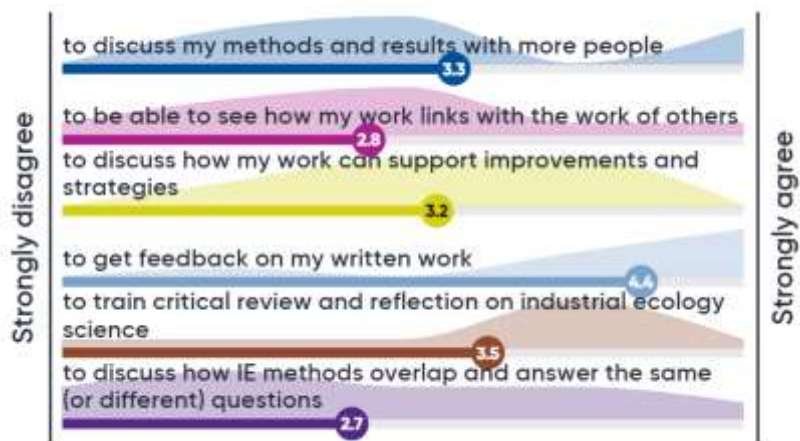 Strongly disagree
to discuss my methods and results with more people
3.3
to be able to see how my work links with the work of others
2.8
to discuss how my work can support improvements and
strategies
3.2
to get feedback on my written work
4.4
to train critical review and reflection on industrial ecology
science
3.5
to discuss how IE methods overlap and answer the same
(or different) questions
2.7
Strongly agree